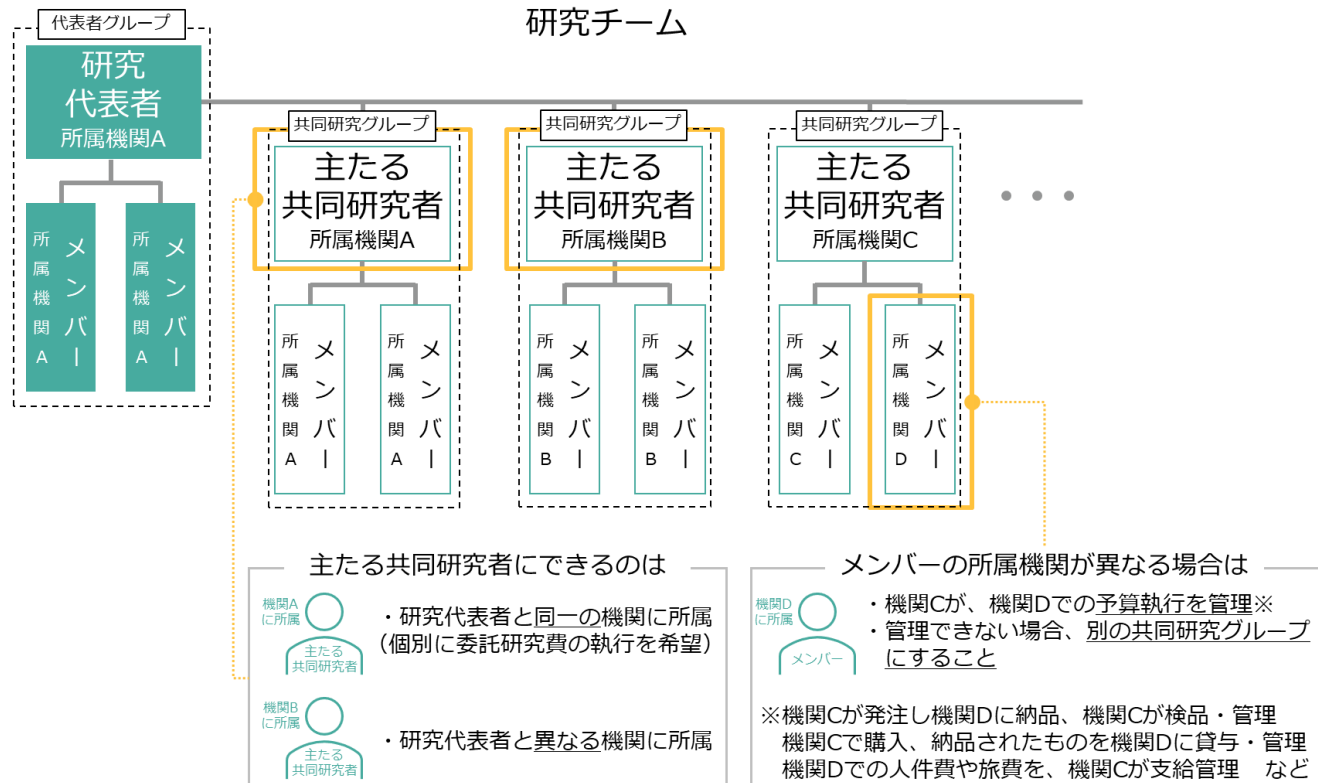 研究チーム
代表者グループ
研究
代表者
所属機関A
メンバー
所属機関A
メンバー
所属機関A
共同研究グループ
主たる
共同研究者
所属機関A
メンバー
所属機関A
メンバー
所属機関A
共同研究グループ
主たる
共同研究者
所属機関B
メンバー
所属機関B
メンバー
所属機関B
共同研究グループ
主たる
共同研究者
所属機関C
メンバー
所属機関C
メンバー
所属機関D
・・・
主たる共同研究者にできるのは
機関A
に所属
主たる
共同研究者
・研究代表者と同一の機関に所属
（個別に委託研究費の執行を希望）
機関B
に所属
主たる
共同研究者
・研究代表者と異なる機関に所属
メンバーの所属機関が異なる場合は
機関D
に所属
メンバー
・機関Cが、機関Dでの予算執行を管理※
・管理できない場合、別の共同研究グループ
にすること
※機関Cが発注し機関Dに納品、機関Cが検品・管理
機関Cで購入、納品されたものを機関Dに貸与・管理
機関Dでの人件費や旅費を、機関Cが支給管理　など